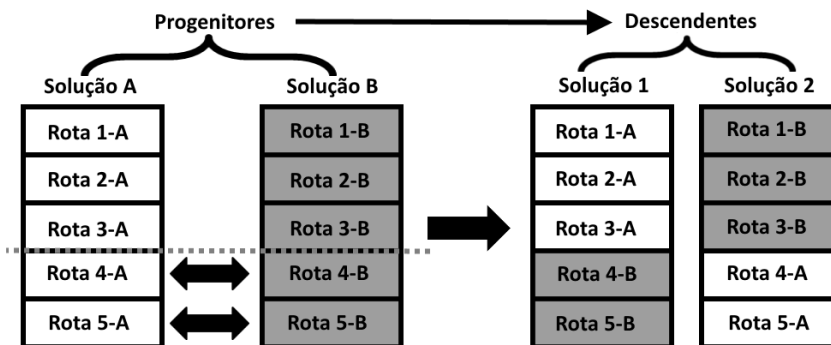 Progenitores
Descendentes
Solução A
Solução B
Solução 1
Solução 2
Rota 1-A
Rota 1-B
Rota 1-A
Rota 1-B
Rota 2-A
Rota 2-B
Rota 2-A
Rota 2-B
Rota 3-A
Rota 3-B
Rota 3-A
Rota 3-B
Rota 4-A
Rota 4-B
Rota 4-B
Rota 4-A
Rota 5-A
Rota 5-B
Rota 5-B
Rota 5-A